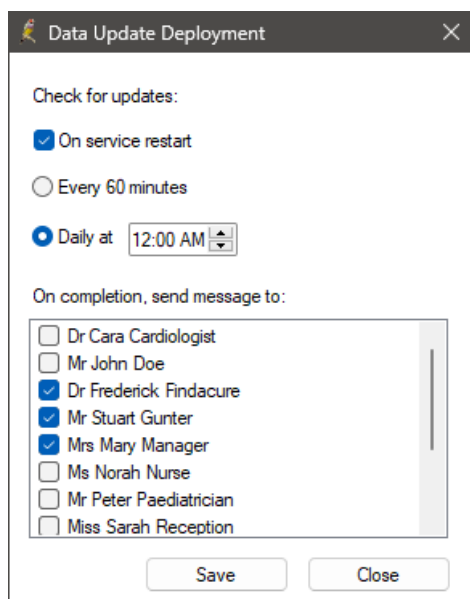 Data Update Deployment
Check for updates:
On service restart
Every 60 minutes
Daily at 12:00 AM
On completion, send message to:
Dr Cara Cardiologist
Mr John Doe
Dr Frederick Findacure
Mr Stuart Gunter
Mrs Mary Manager
Ms Norah Nurse
Mr Peter Paediatrician
Miss Sarah Reception
Save Close